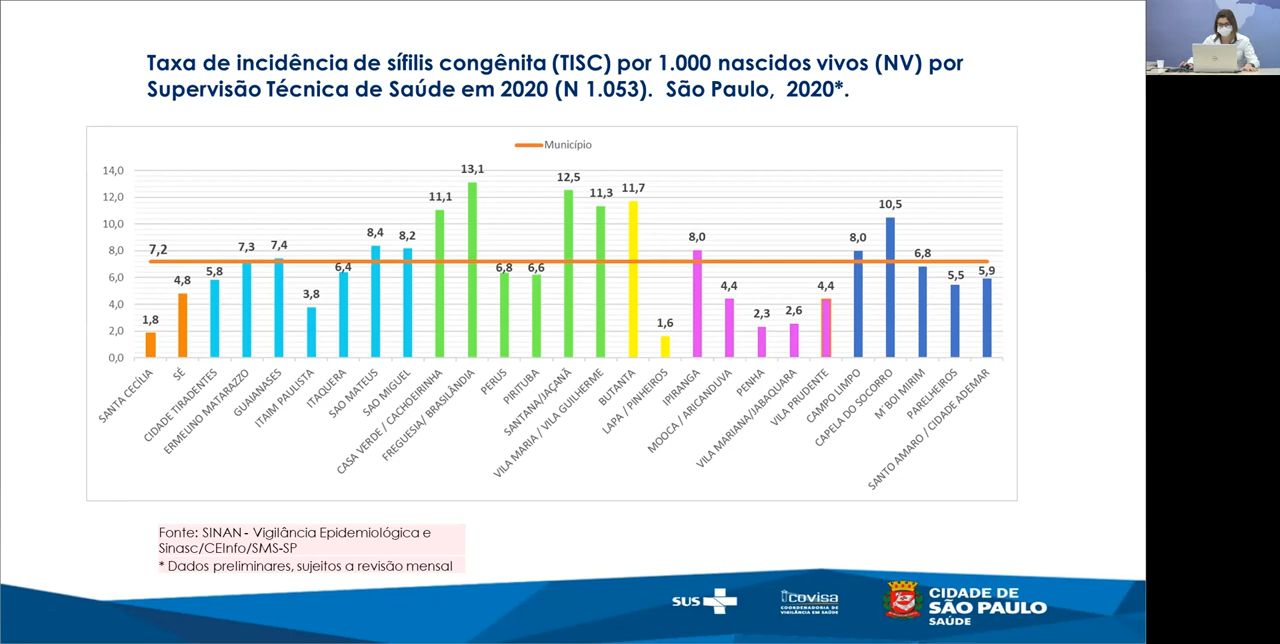 Taxa de incidência de sífilis congênita (TISC) por 1.000 nascidos vivos (NV) por
Supervisão Técnica de Saúde em 2020 (N 1.053). São Paulo, 2020*.
Município
14,0
12,0
10,0
8,0
6,0
4,0
2,0
0,0
7,2
1,8
4,8
5,8
7,3
7,4
3,8
6,4
8,4
8,2
11,1
13,1
6,8
6,6
12,5
11,3
11,7
1,6
8,0
4,4
2,3
2,6
4,4
8,0
10,5
6,8
5,5
5,9
SANTA CECÍLIA
SÉ
CIDADE TIRADENTES
ERMELINO MATARAZZO
GUAIANASES
ITAIM PAULISTA
ITAQUERA
SAO MATEUS
SAO MIGUEL
CASA VERDE / CACHOEIRINHA
FREGUESIA/ BRASILÂNDIA
PERUS
PIRITUBA
SANTANA/JAÇANÃ
VILA MARIA / VILA GUILHERME
BUTANTA
LAPA / PINHEIROS
IPIRANGA
MOOCA / ARICANDUVA
PENHA
VILA MARIANA/JABAQUARA
VILA PRUDENTE
CAMPO LIMPO
CAPELA DO SOCORRO
M´BOI MIRIM
PARELHEIROS
SANTO AMARO / CIDADE ADEMAR
Fonte: SINAN - Vigilância Epidemiológica e
Sinasc/CEInfo/SMS-SP
* Dados preliminares, sujeitos a revisão mensal
SUS
covisa
COORDENADORIA DE
VIGILÂNCIA EM SAÚDE
CIDADE DE
SÃO PAULO
SAÚDE